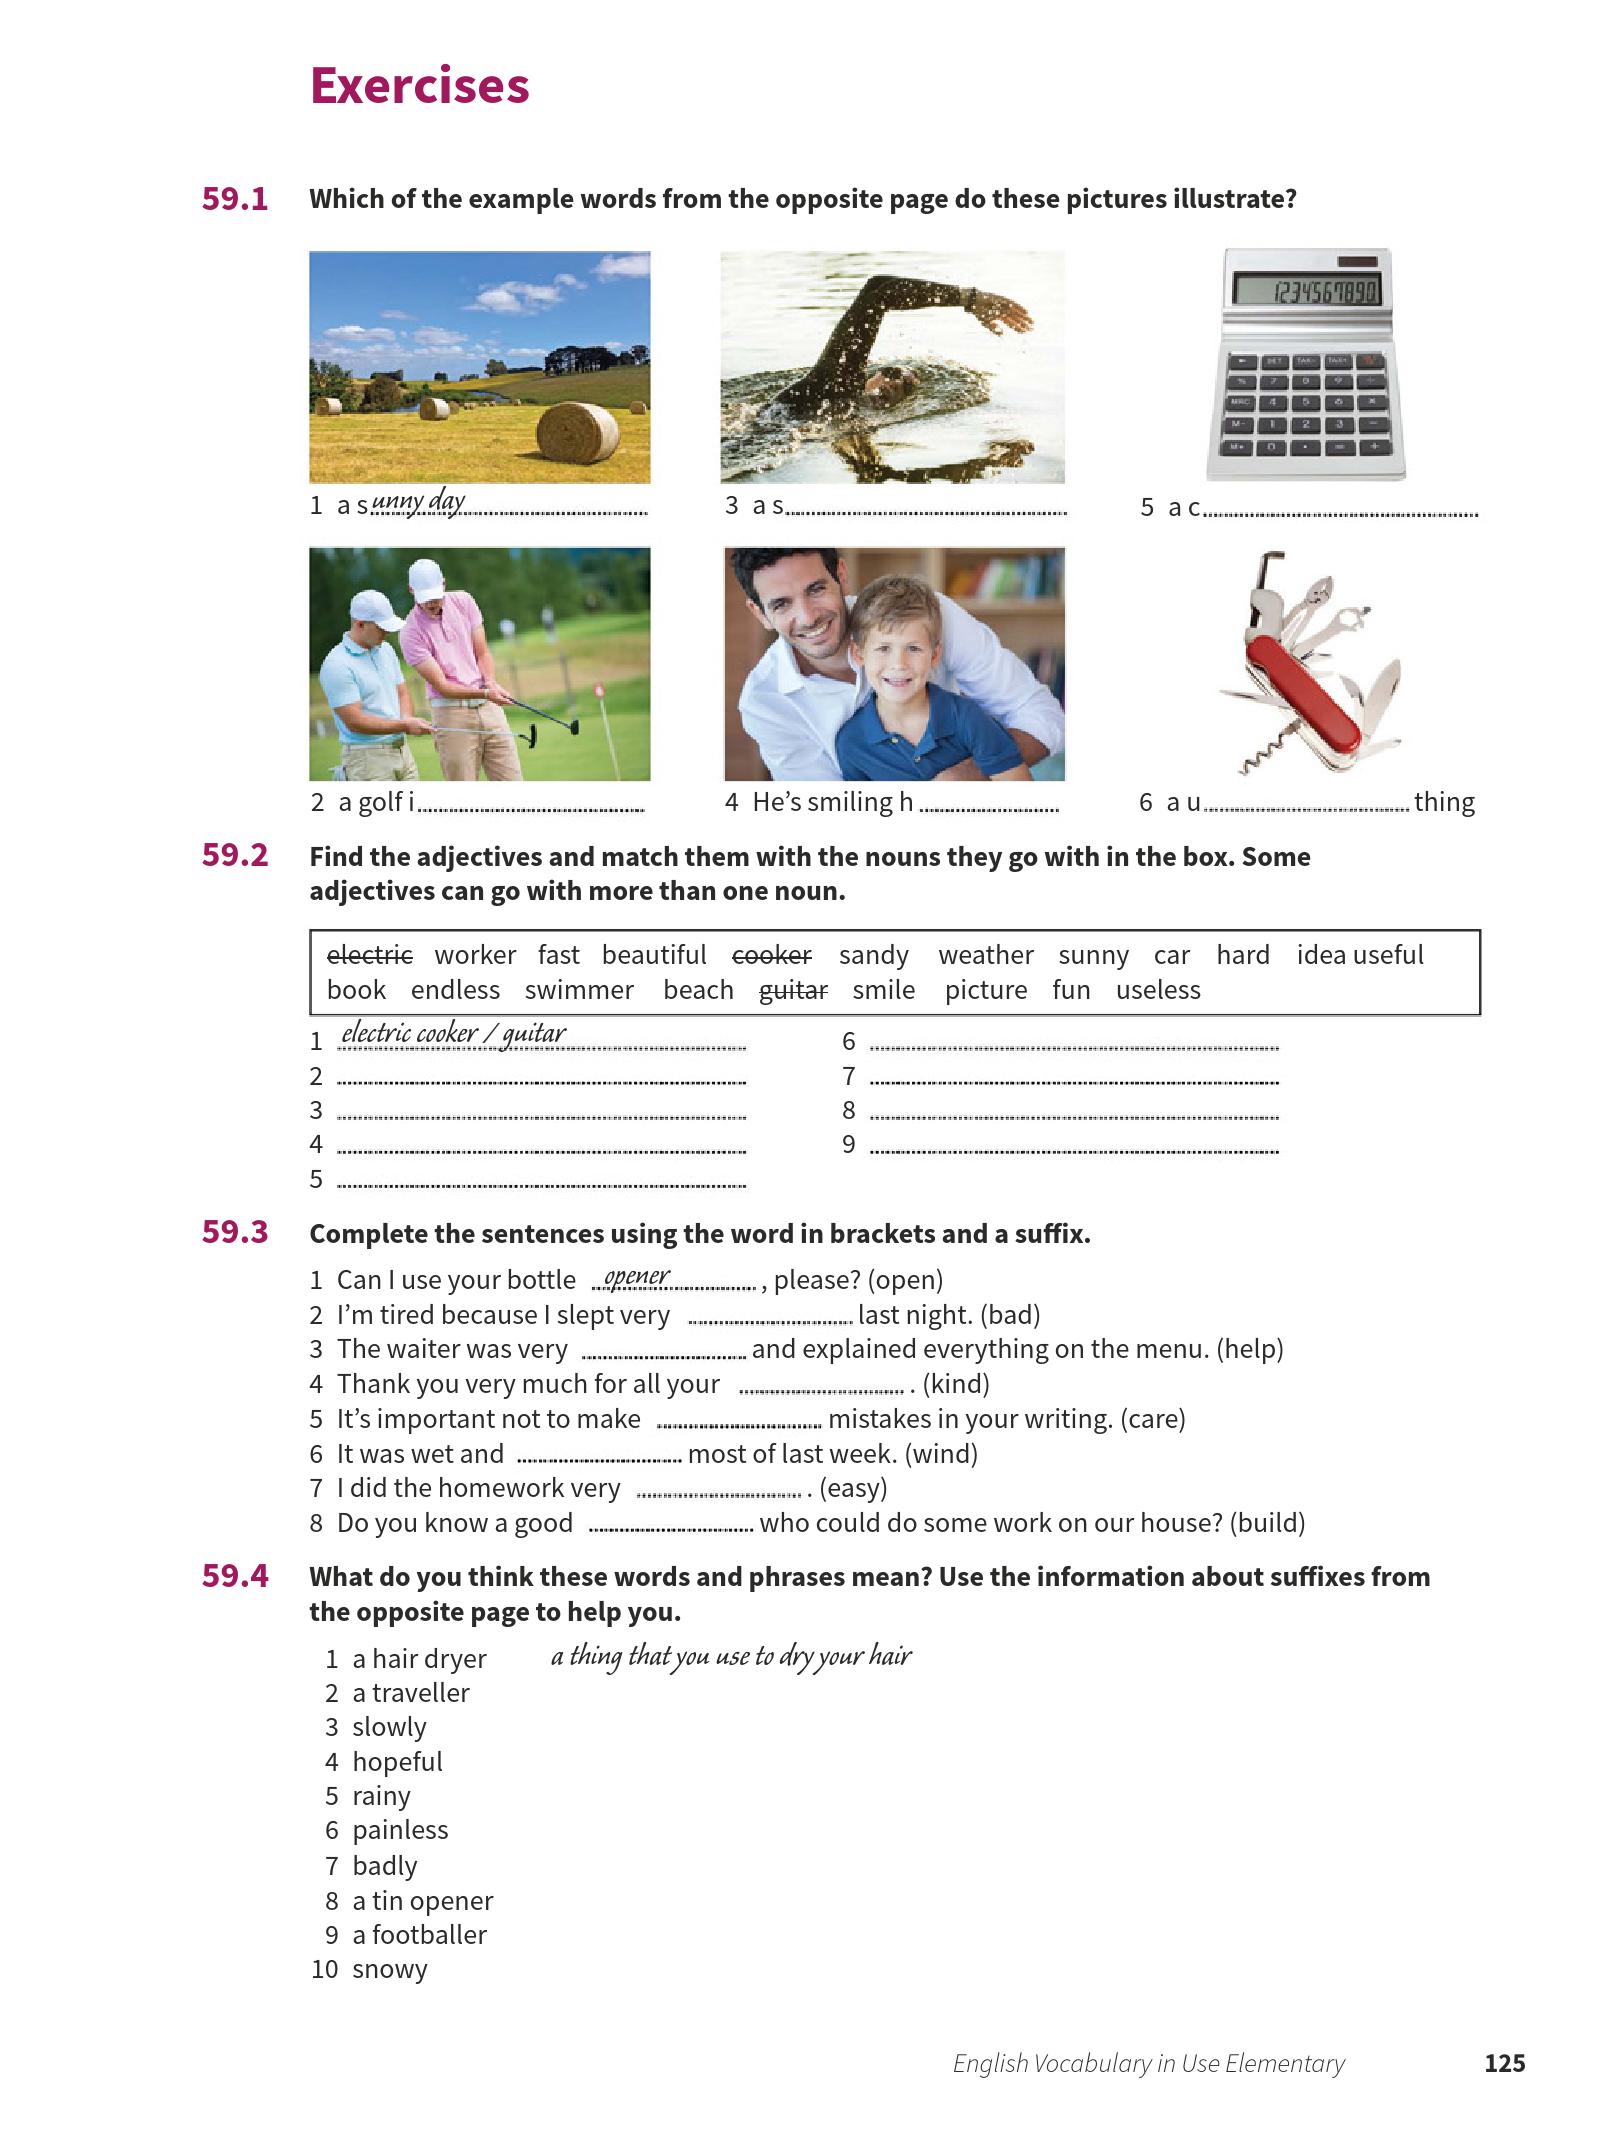 Exercises
59.1 Which of the example words from the opposite page do these pictures illustrate?
1234567890
1 a sunny day
3 a s
5 a c
2 a golf i
4 He's smiling h
6 a u thing
59.2 Find the adjectives and match them with the nouns they go with in the box. Some
adjectives can go with more than one noun.
electric worker fast beautiful cooker sandy weather sunny car hard idea useful
book endless swimmer beach guitar smile picture fun useless
1 electric cooker / guitar
2
3
4
5
6
7
8
9
59.3 Complete the sentences using the word in brackets and a suffix.
1 Can I use your bottle opener , please? (open)
2 I'm tired because I slept very last night. (bad)
3 The waiter was very and explained everything on the menu. (help)
4 Thank you very much for all your . (kind)
5 It's important not to make mistakes in your writing. (care)
6 It was wet and most of last week. (wind)
7 I did the homework very . (easy)
8 Do you know a good who could do some work on our house? (build)
59.4 What do you think these words and phrases mean? Use the information about suffixes from
the opposite page to help you.
1 a hair dryer a thing that you use to dry your hair
2 a traveller
3 slowly
4 hopeful
5 rainy
6 painless
7 badly
8 a tin opener
9 a footballer
10 snowy
English Vocabulary in Use Elementary 125